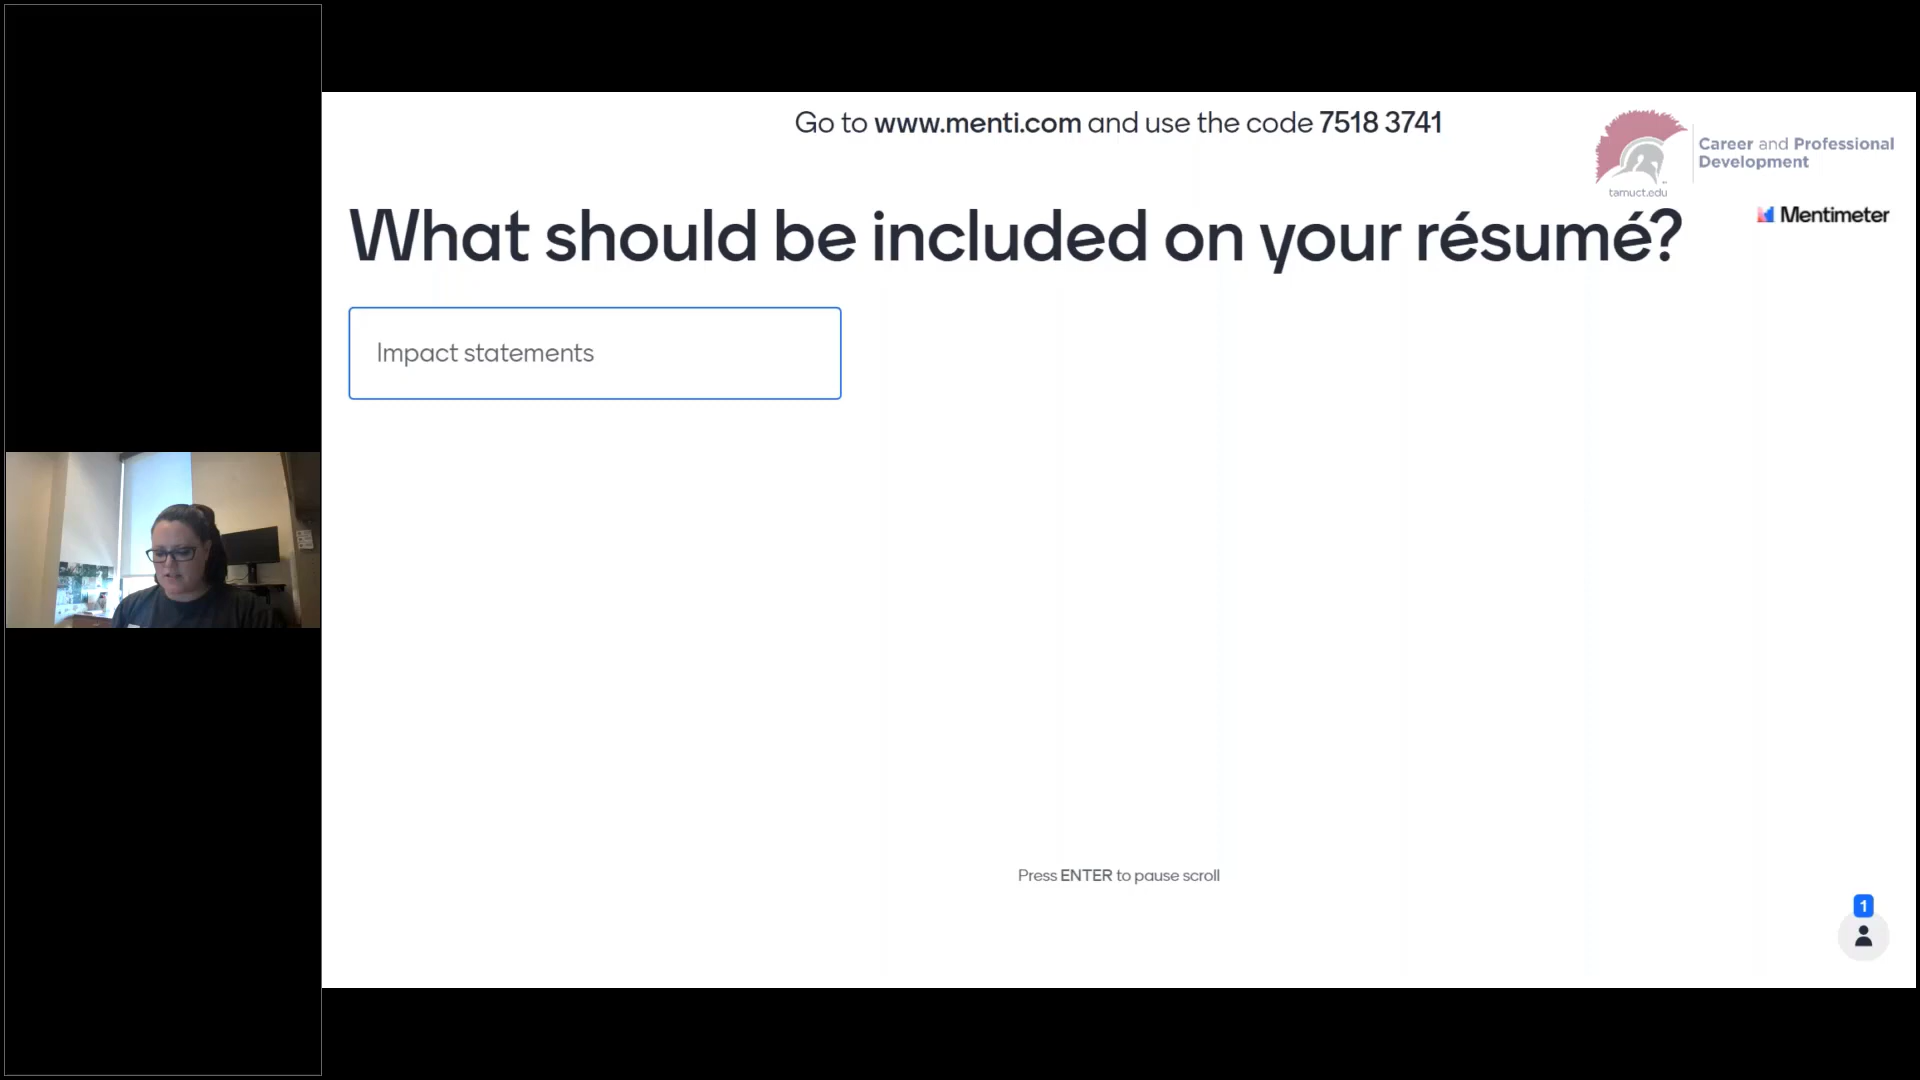 Go to www.menti.com and use the code 7518 3741
Career and Professional
Development
tamuct.edu
Mentimeter
What should be included on your résumé?
Impact statements
Press ENTER to pause scroll
1